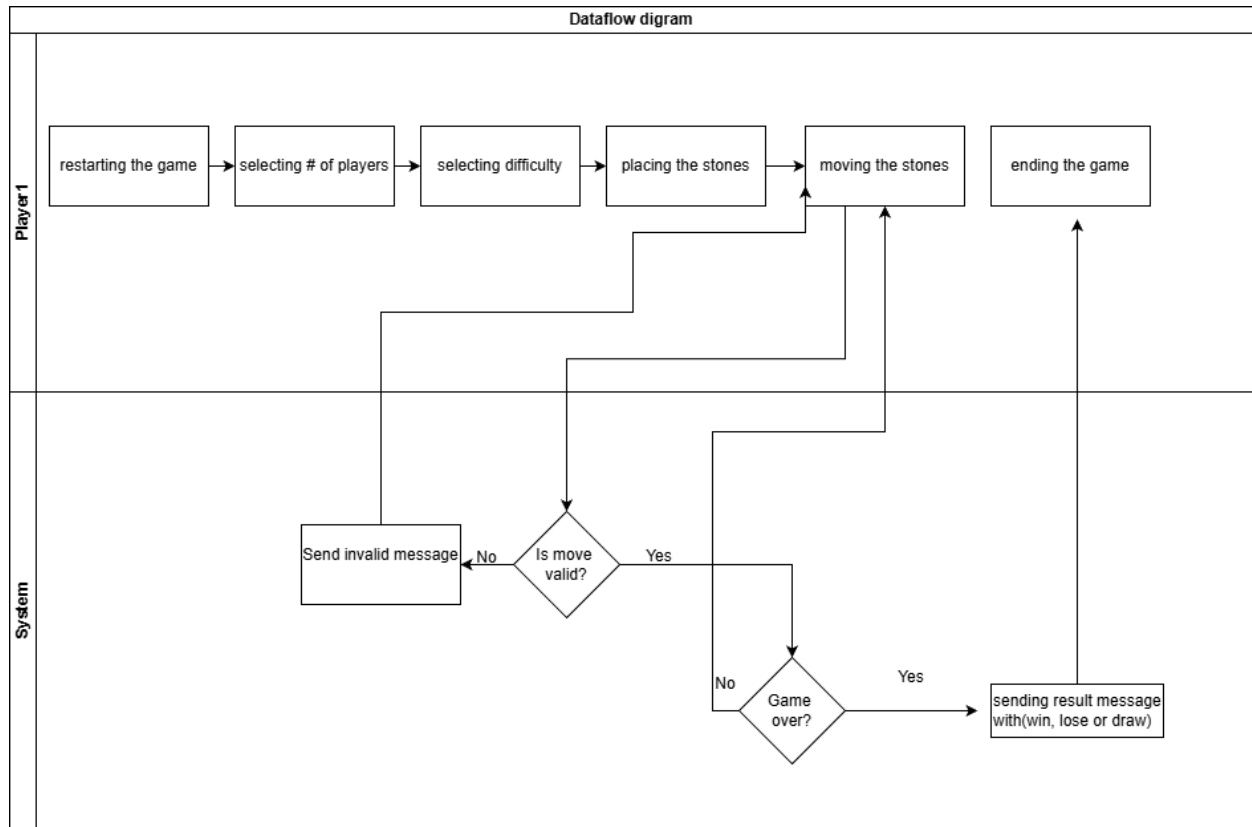 Dataflow digram
Player1
restarting the game
selecting # of players
selecting difficulty
placing the stones
moving the stones
ending the game
System
Send invalid message
No
Is move
valid?
Yes
No
Game
over?
Yes
sending result message
with(win, lose or draw)